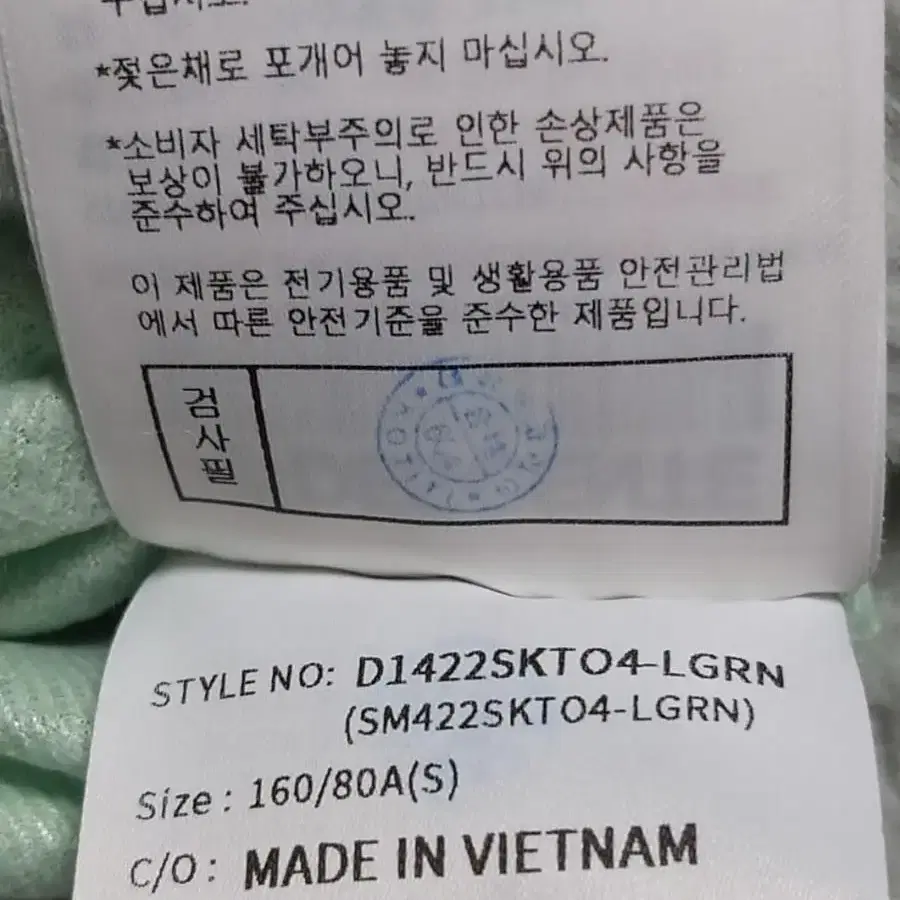 *젖은채로 포개어 놓지 마십시오.
*소비자 세탁부주의로 인한 손상제품은
보상이 불가하오니, 반드시 위의 사항을
준수하여 주십시오.
이 제품은 전기용품 및 생활용품 안전관리법
에서 따른 안전기준을 준수한 제품입니다.
검사필
STYLE NO: D1422SKTO4-LGRN
(SM422SKTO4-LGRN)
Size : 160/80A(S)
C/O : MADE IN VIETNAM